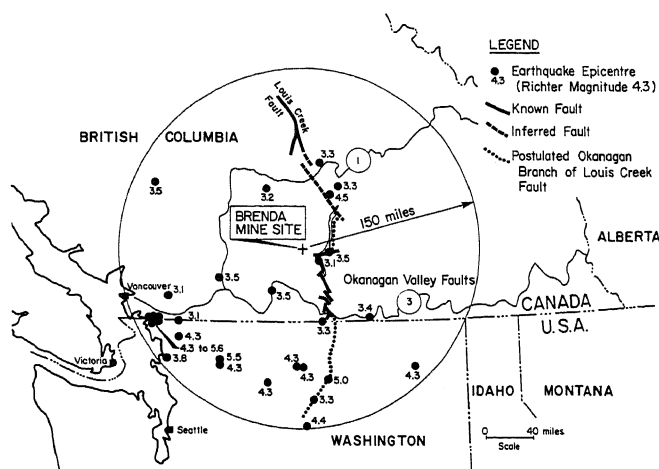 LEGEND
4.3
Earthquake Epicentre
(Richter Magnitude 4.3)
Known Fault
Inferred Fault
Postulated Okanagan
Branch of Louis Creek
Fault
Louis Creek
Fault
BRITISH COLUMBIA
3.3
1
3.5
3.2
3.3
4.5
BRENDA
MINE SITE
150 miles
ALBERTA
3.5
3.1
3.5
Okanagan Valley Faults
Vancouver
3.1
3.5
3.4
3
CANADA
U.S.A.
3.1
3.3
4.3
4.3 to 5.6
3.8
5.5
4.3
4.3
4.3
5.0
4.3
4.3
Victoria
3.3
4.4
IDAHO
MONTANA
Seattle
WASHINGTON
0 40 miles
Scale